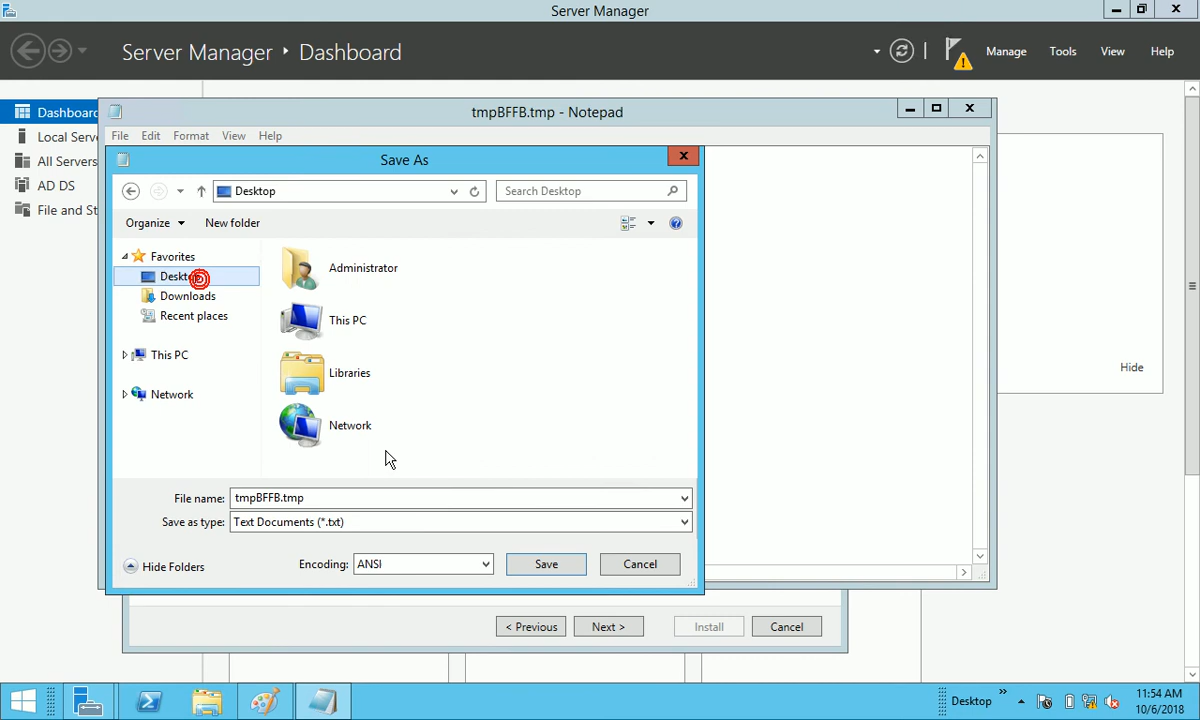 Server Manager
Server Manager ‣ Dashboard
Manage Tools View Help
Dashboard
Local Serve
All Servers
AD DS
File and St
tmpBFFB.tmp - Notepad
File Edit Format View Help
Save As
Desktop
Search Desktop
Organize New folder
Favorites
Desktop
Downloads
Recent places
This PC
Network
Administrator
This PC
Libraries
Network
File name: tmpBFFB.tmp
Save as type: Text Documents (*.txt)
Hide Folders
Encoding: ANSI
Save Cancel
Hide
< Previous Next > Install Cancel
Desktop
11:54 AM
10/6/2018